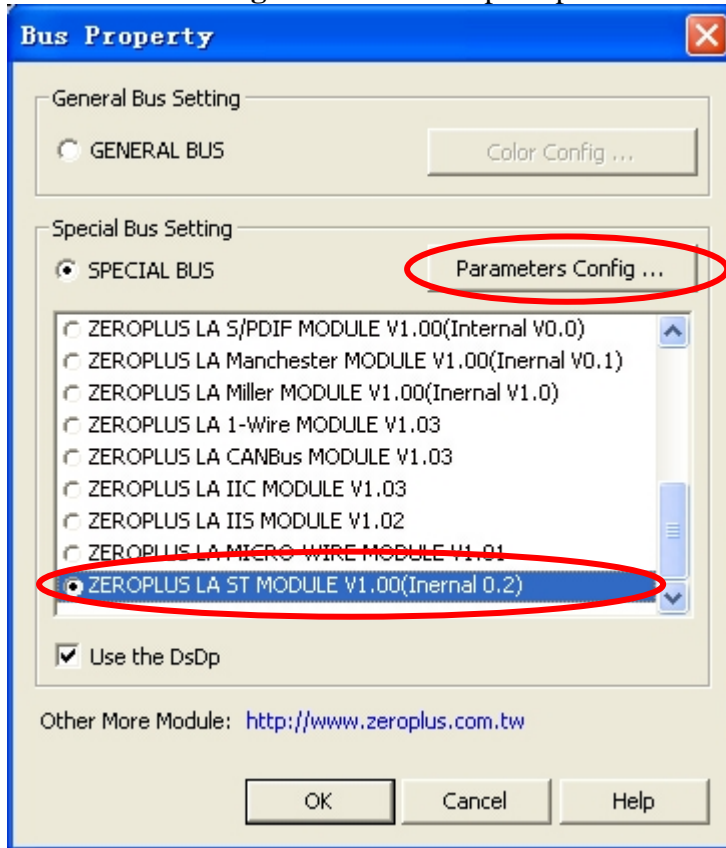 Bus Property
General Bus Setting
GENERAL BUS
Color Config ...
Special Bus Setting
SPECIAL BUS
Parameters Config ...
ZEROPLUS LA S/PDIF MODULE V1.00(Internal V0.0)
ZEROPLUS LA Manchester MODULE V1.00(Inernal V0.1)
ZEROPLUS LA Miller MODULE V1.00(Inernal V1.0)
ZEROPLUS LA 1-Wire MODULE V1.03
ZEROPLUS LA CANBus MODULE V1.03
ZEROPLUS LA IIC MODULE V1.03
ZEROPLUS LA IIS MODULE V1.02
ZEROPLUS LA MICRO-WIRE MODULE V1.01
ZEROPLUS LA ST MODULE V1.00(Inernal 0.2)
Use the DsDp
Other More Module: http://www.zeroplus.com.tw
OK Cancel Help